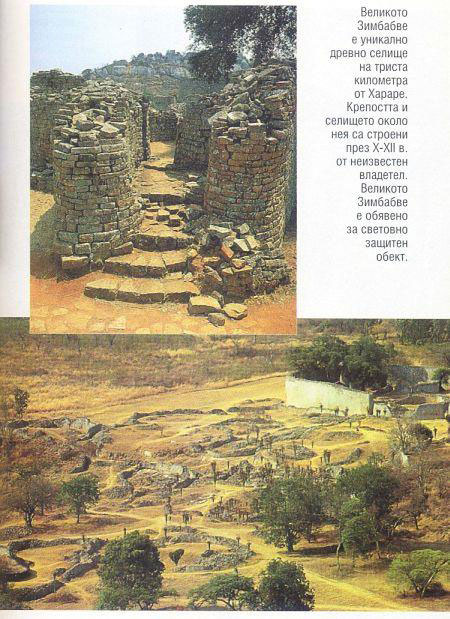 Великото
Зимбабве
е уникално
древно селище
на триста
километра
от Хараре.
Крепостта и
селището около
нея са строени
през X-XII в.
от неизвестен
владетел.
Великото
Зимбабве
е обявено
за световно
защитен
обект.